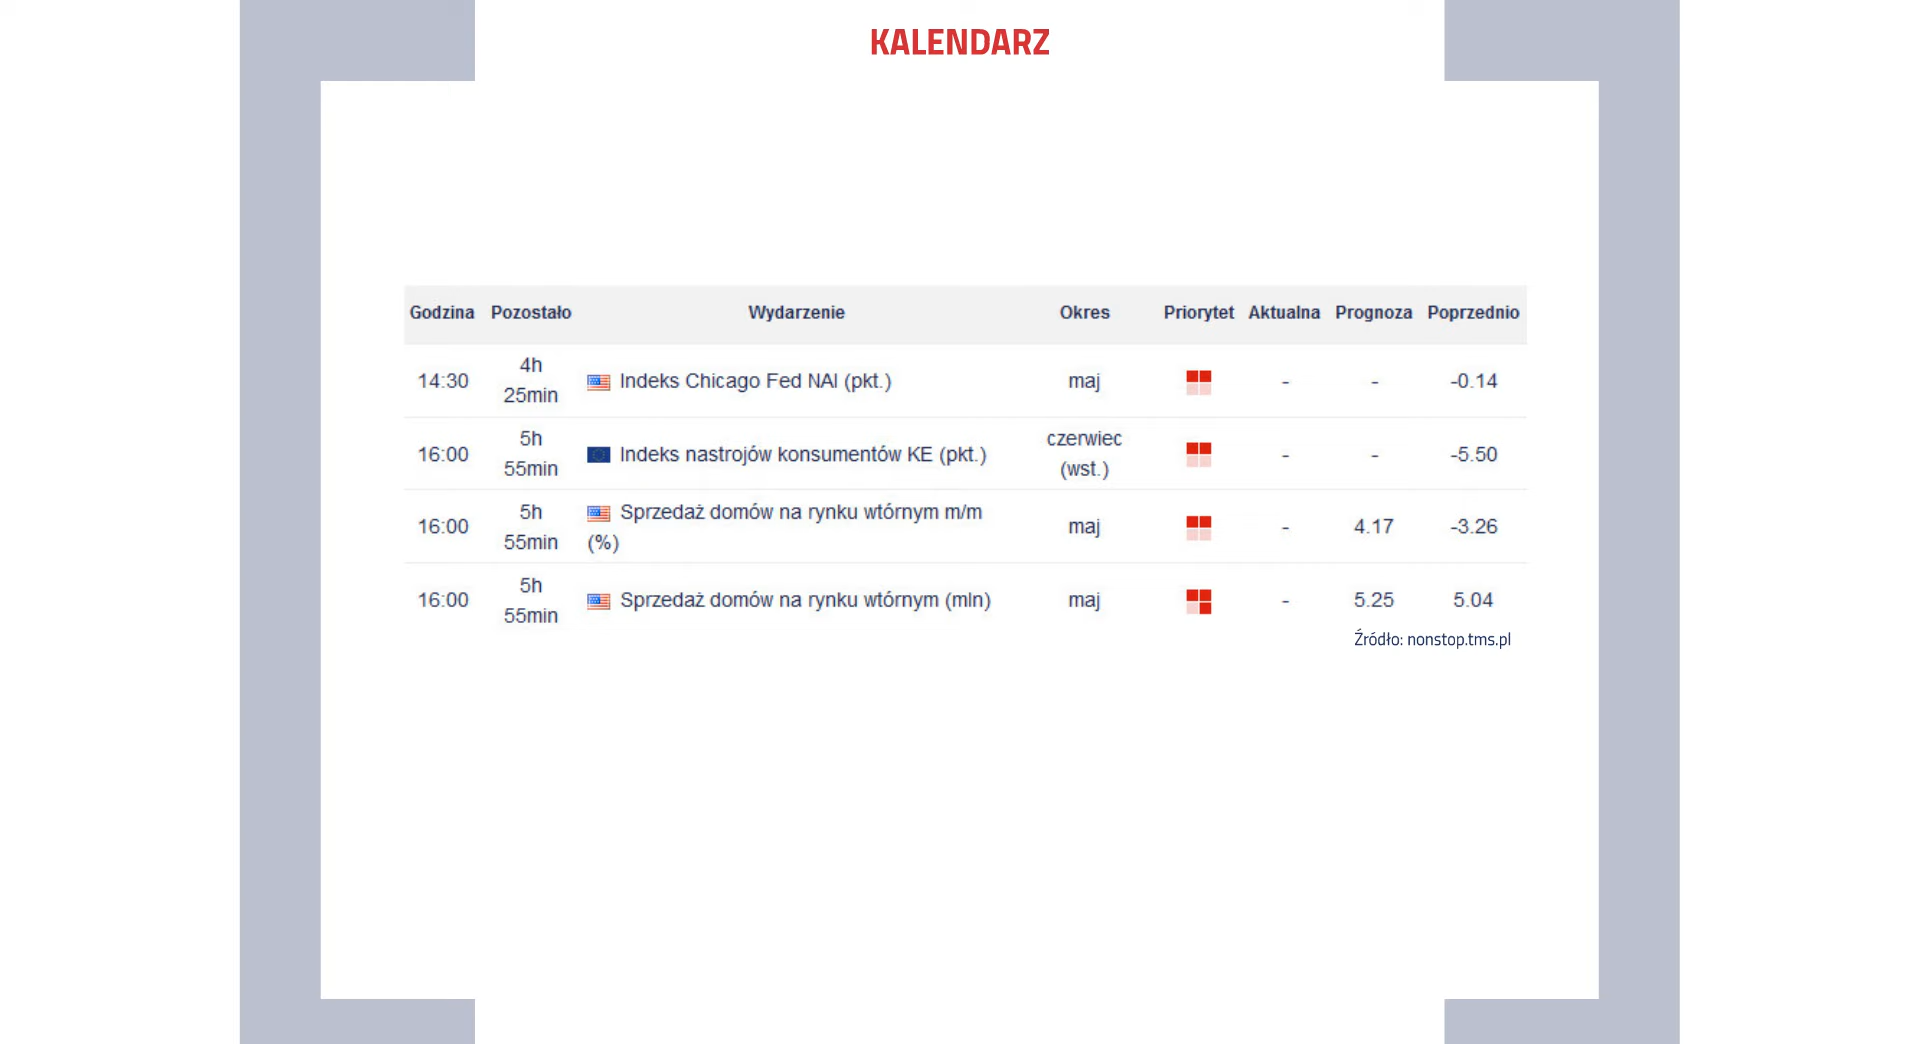 KALENDARZ
Godzina Pozostało Wydarzenie Okres Priorytet Aktualna Prognoza Poprzednio
14:30 4h 25min Indeks Chicago Fed NAI (pkt.) maj - - -0.14
16:00 5h 55min Indeks nastrojów konsumentów KE (pkt.) czerwiec (wst.) - - -5.50
16:00 5h 55min Sprzedaż domów na rynku wtórnym m/m (%) maj - 4.17 -3.26
16:00 5h 55min Sprzedaż domów na rynku wtórnym (mln) maj - 5.25 5.04
Źródło: nonstop.tms.pl